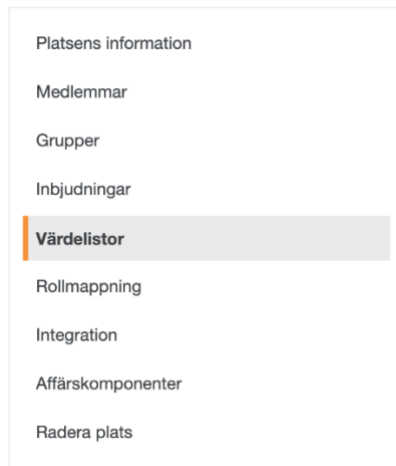 Platsens information
Medlemmar
Grupper
Inbjudningar
Värdelistor
Rollmappning
Integration
Affärskomponenter
Radera plats